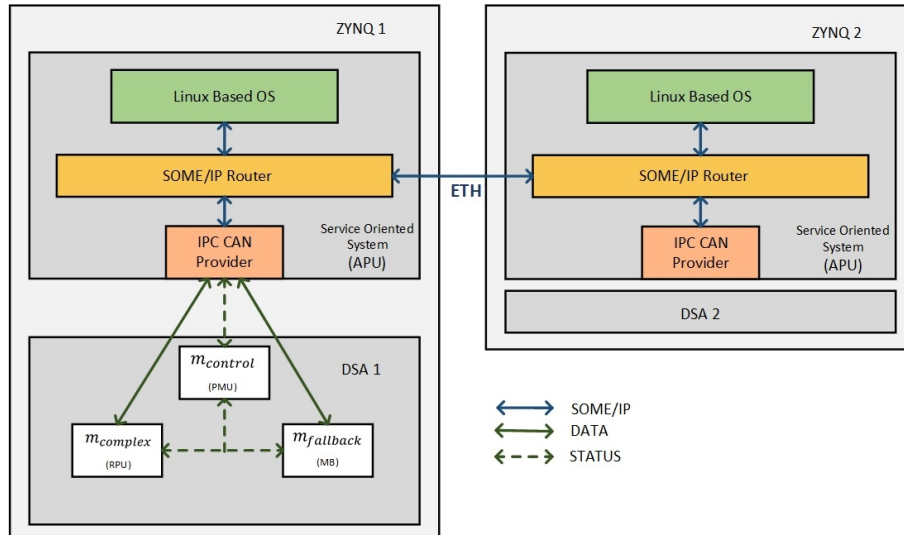 ZYNQ 1
Linux Based OS
SOME/IP Router
IPC CAN
Provider
Service Oriented
System
(APU)
DSA 1
m_control
(PMU)
m_complex
(RPU)
m_fallback
(MB)
ETH
ZYNQ 2
Linux Based OS
SOME/IP Router
IPC CAN
Provider
Service Oriented
System
(APU)
DSA 2
SOME/IP
DATA
STATUS